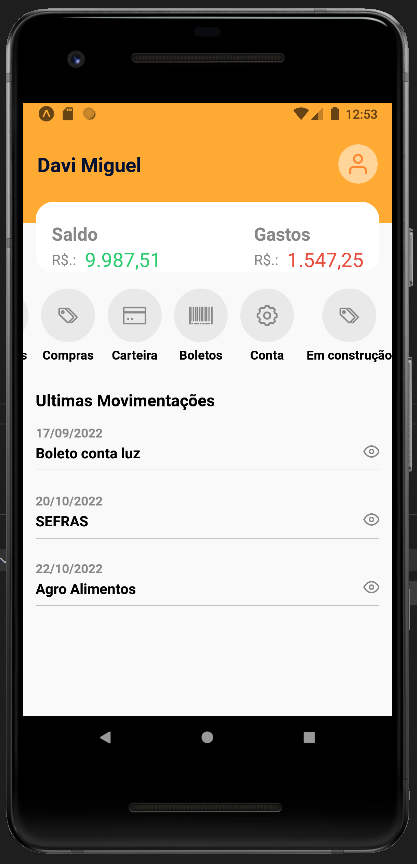 12:53
Davi Miguel
Saldo Gastos
R$.: 9.987,51 R$.: 1.547,25
s Compras Carteira Boletos Conta Em construção
Ultimas Movimentações
17/09/2022
Boleto conta luz
20/10/2022
SEFRAS
22/10/2022
Agro Alimentos